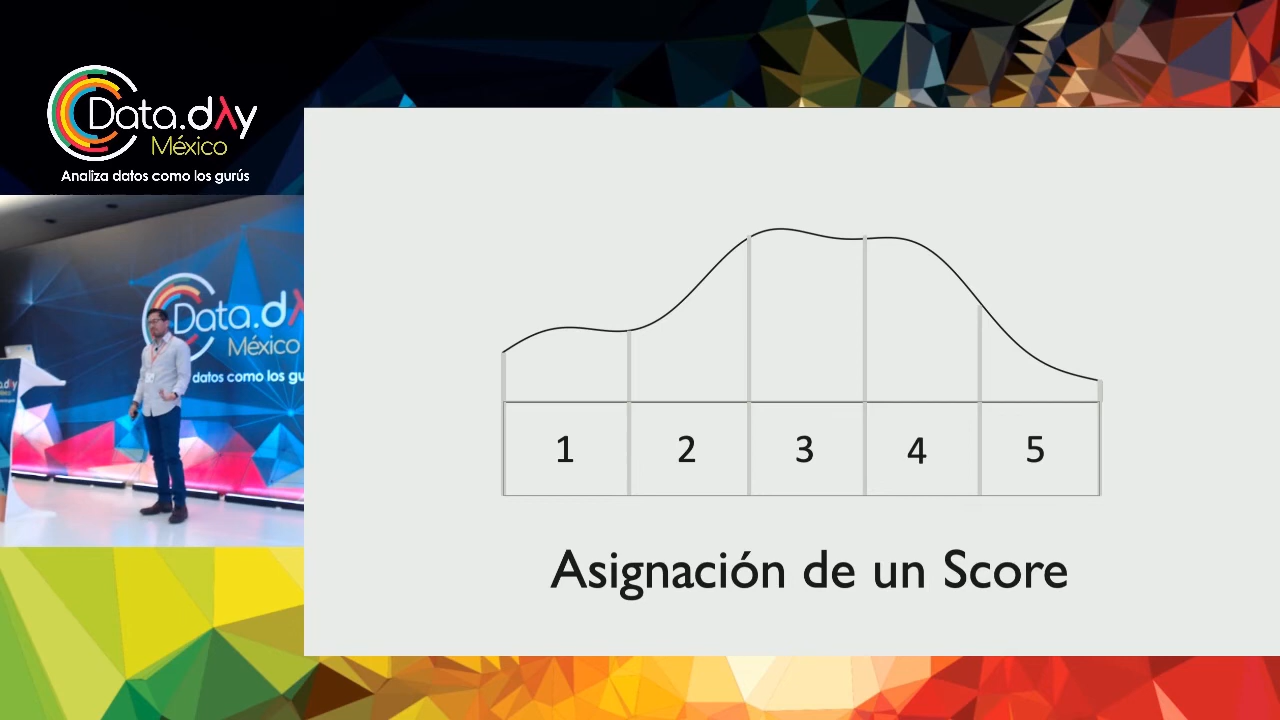 Data.dλy
México
Analiza datos como los gurús
Data.dλ
México
datos como los gu
1 2 3 4 5
Asignación de un Score